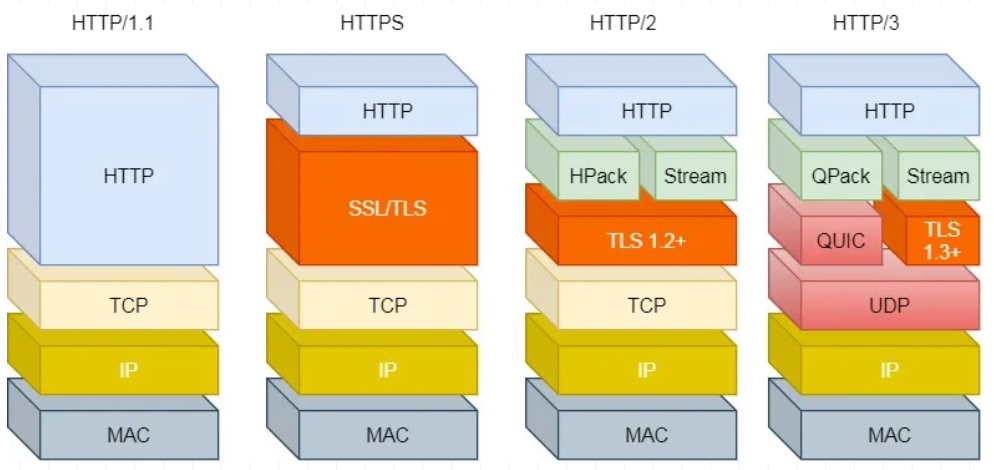 HTTP/1.1
HTTPS
HTTP/2
HTTP/3
HTTP
TCP
IP
MAC
HTTP
SSL/TLS
TCP
IP
MAC
HTTP
HPack
Stream
TLS 1.2+
TCP
IP
MAC
HTTP
QPack
Stream
QUIC
TLS
1.3+
UDP
IP
MAC